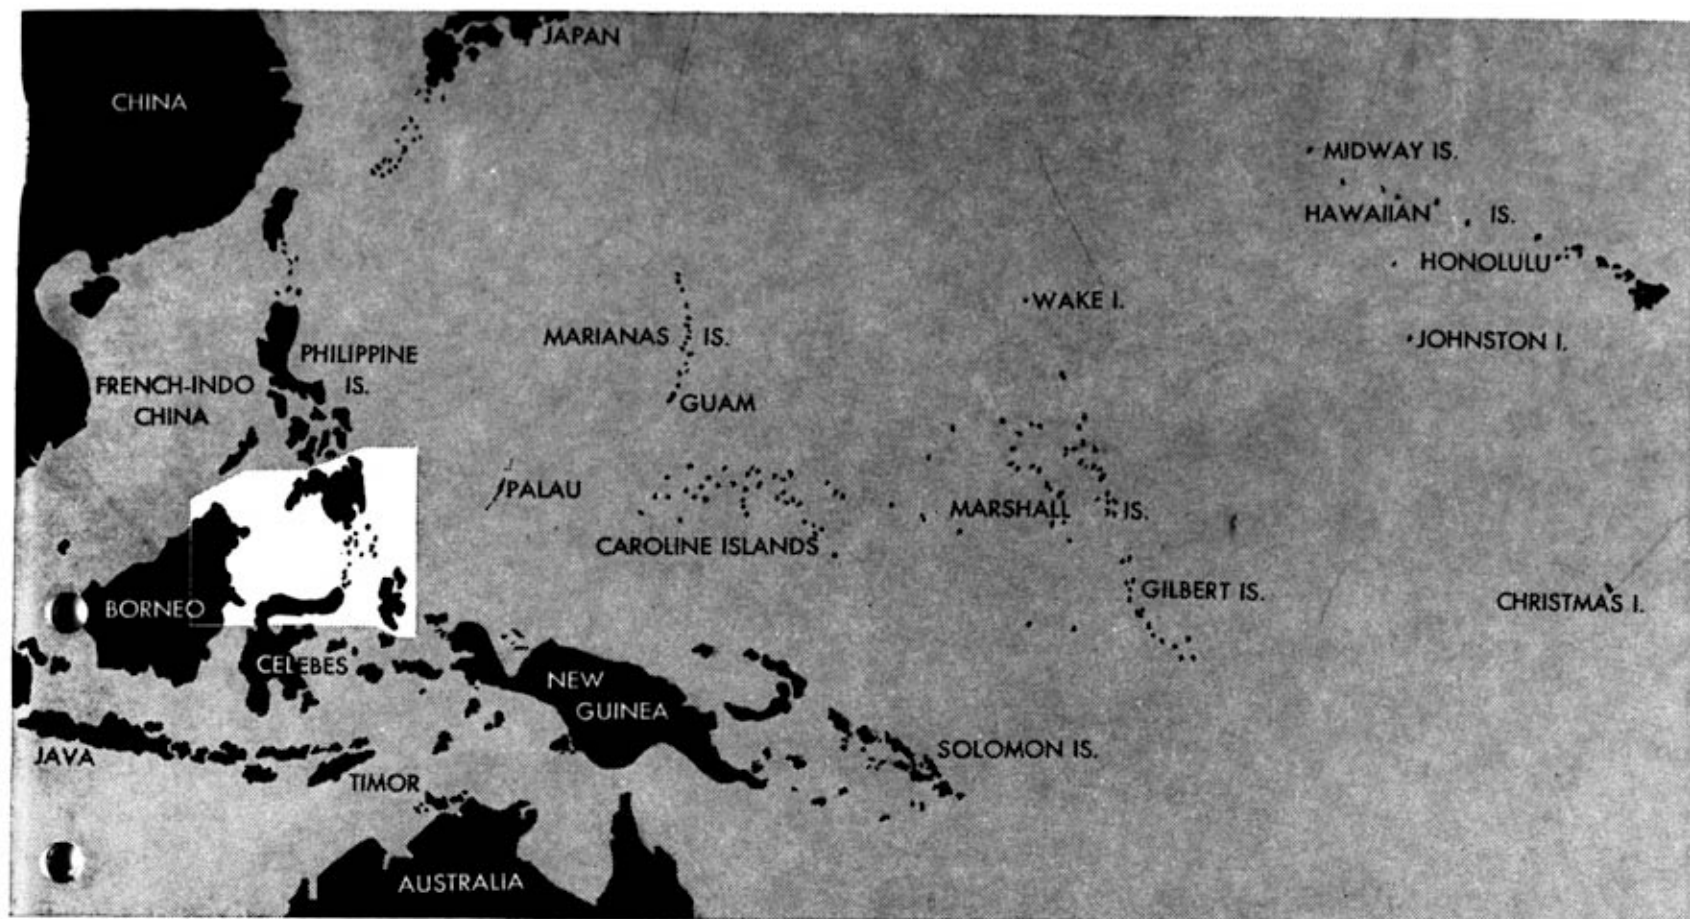 JAPAN
CHINA
MIDWAY IS.
HAWAIIAN IS.
HONOLULU
WAKE I.
MARIANAS IS.
JOHNSTON I.
PHILIPPINE
IS.
FRENCH-INDO
CHINA
GUAM
PALAU
MARSHALL IS.
CAROLINE ISLANDS
GILBERT IS.
CHRISTMAS I.
BORNEO
CELEBES
NEW
GUINEA
SOLOMON IS.
JAVA
TIMOR
AUSTRALIA